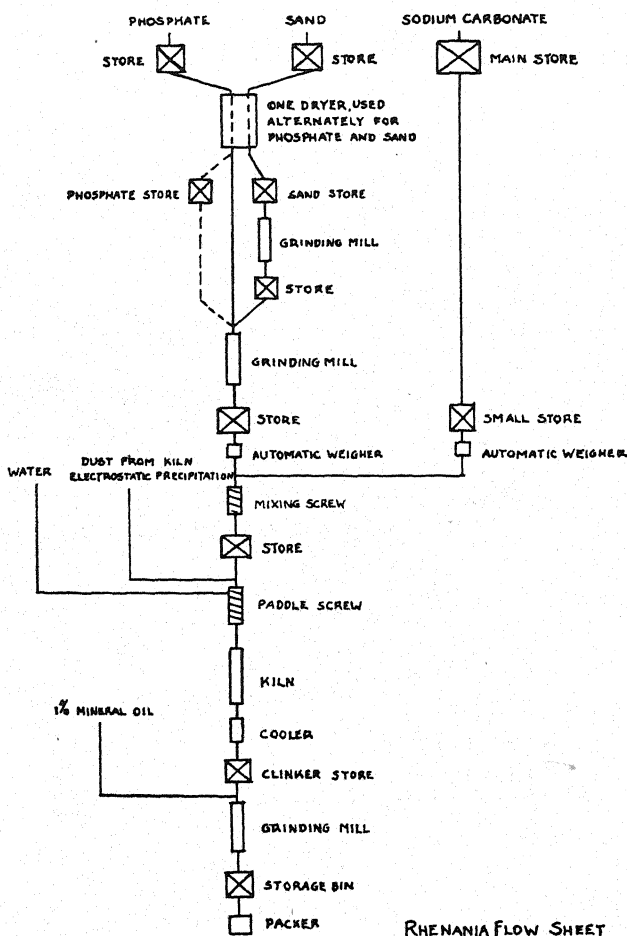 PHOSPHATE
SAND
SODIUM CARBONATE
STORE
STORE
MAIN STORE
ONE DRYER, USED
ALTERNATELY FOR
PHOSPHATE AND SAND
PHOSPHATE STORE
SAND STORE
GRINDING MILL
STORE
GRINDING MILL
STORE
SMALL STORE
AUTOMATIC WEIGHER
AUTOMATIC WEIGHER
DUST FROM KILN
ELECTROSTATIC PRECIPITATION
WATER
MIXING SCREW
STORE
PADDLE SCREW
KILN
1% MINERAL OIL
COOLER
CLINKER STORE
GRINDING MILL
STORAGE BIN
PACKER
RHENANIA FLOW SHEET